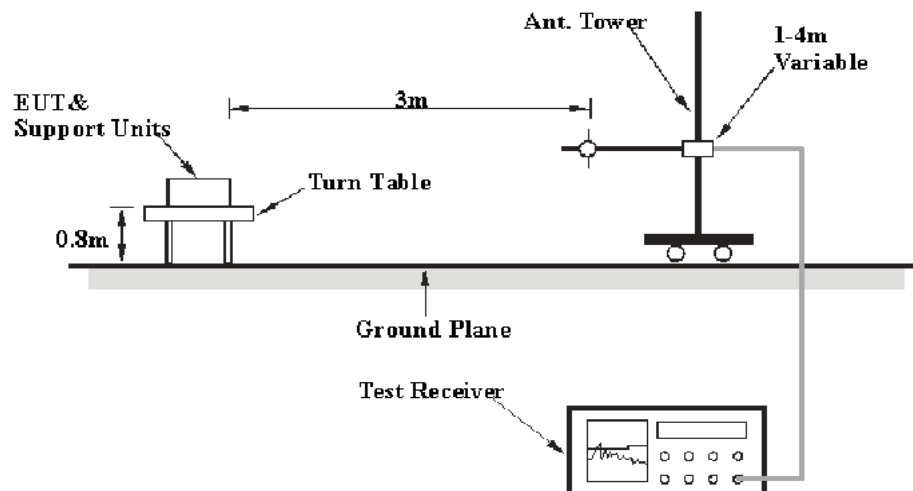 Ant. Tower
1-4m
Variable
3m
EUT&
Support Units
Turn Table
0.8m
Ground Plane
Test Receiver